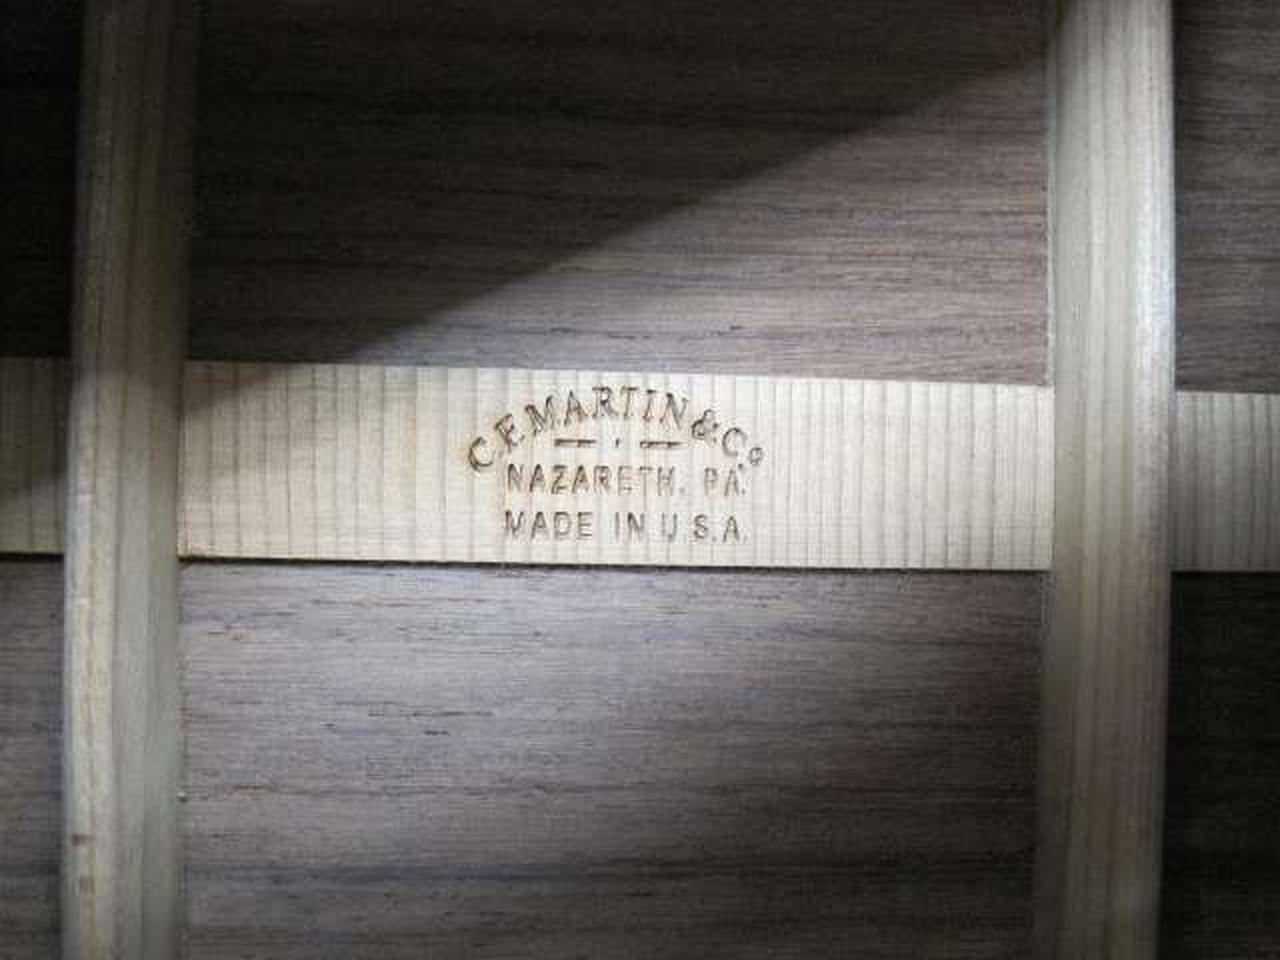 C.F. MARTIN & Co
NAZARETH. PA.
MADE IN U.S.A.